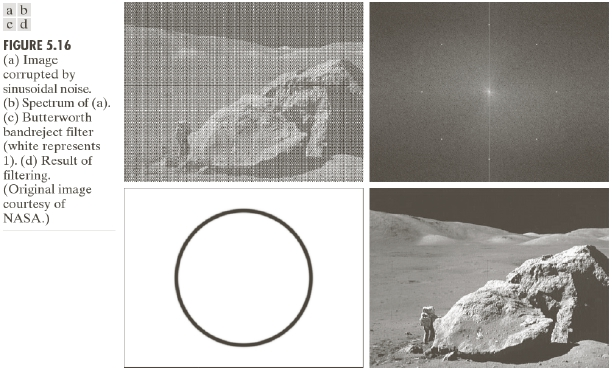 a b
c d
FIGURE 5.16
(a) Image
corrupted by
sinusoidal noise.
(b) Spectrum of (a).
(c) Butterworth
bandreject filter
(white represents
1). (d) Result of
filtering.
(Original image
courtesy of
NASA.)